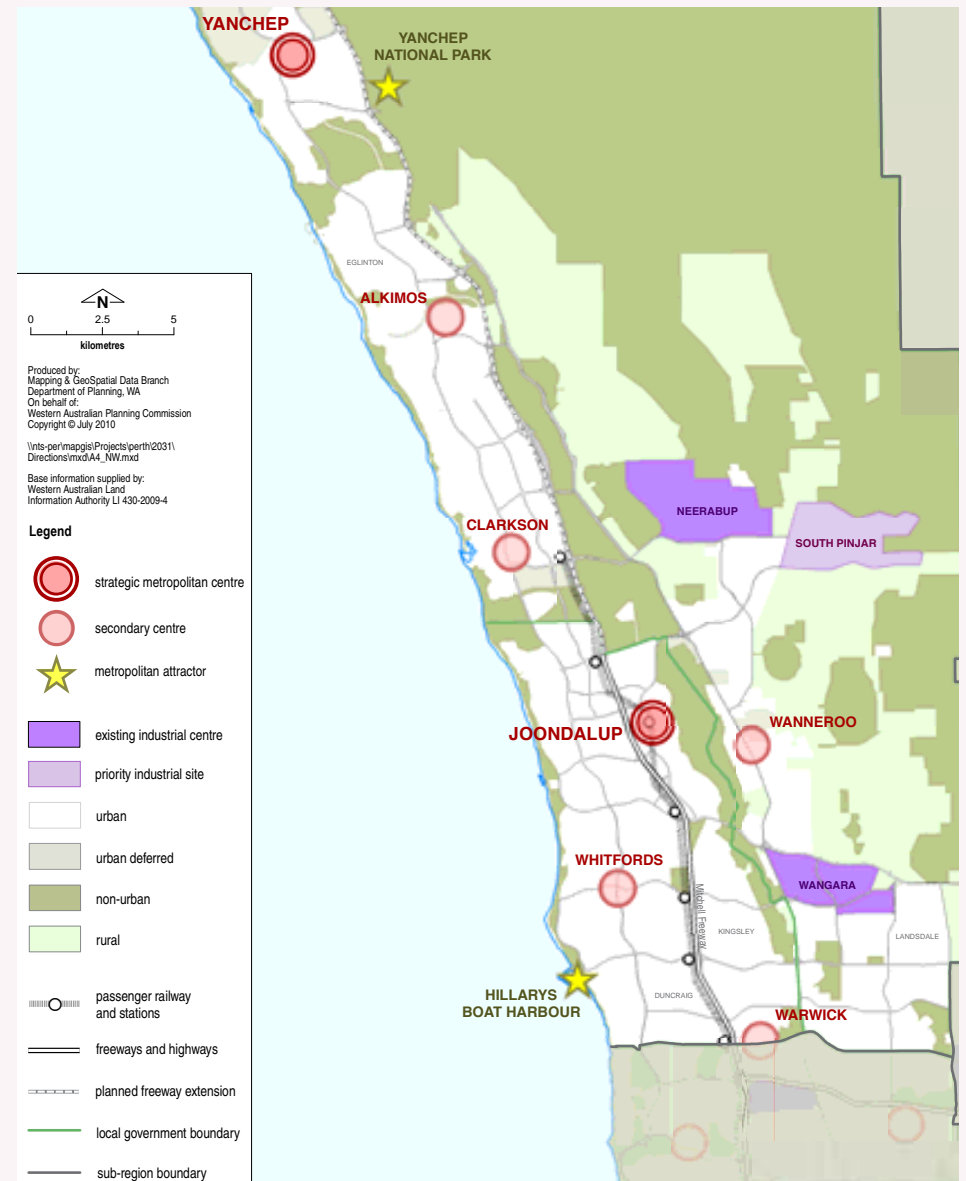 YANCHEP
YANCHEP
NATIONAL PARK
EGLINTON
ALKIMOS
N
0 2.5 5
kilometres
Produced by:
Mapping & GeoSpatial Data Branch
Department of Planning, WA
On behalf of:
Western Australian Planning Commission
Copyright © July 2010
\\nts-per\mapgis\Projects\perth\2031\
Directions\mxd\A4_NW.mxd
Base information supplied by:
Western Australian Land
Information Authority LI 430-2009-4
Legend
strategic metropolitan centre
secondary centre
metropolitan attractor
existing industrial centre
priority industrial site
urban
urban deferred
non-urban
rural
passenger railway
and stations
freeways and highways
planned freeway extension
local government boundary
sub-region boundary
NEERABUP
CLARKSON
SOUTH PINJAR
WANNEROO
JOONDALUP
WHITFORDS
WANGARA
Mitchell Freeway
KINGSLEY
LANDSDALE
HILLARYS
BOAT HARBOUR
DUNCRAIG
WARWICK